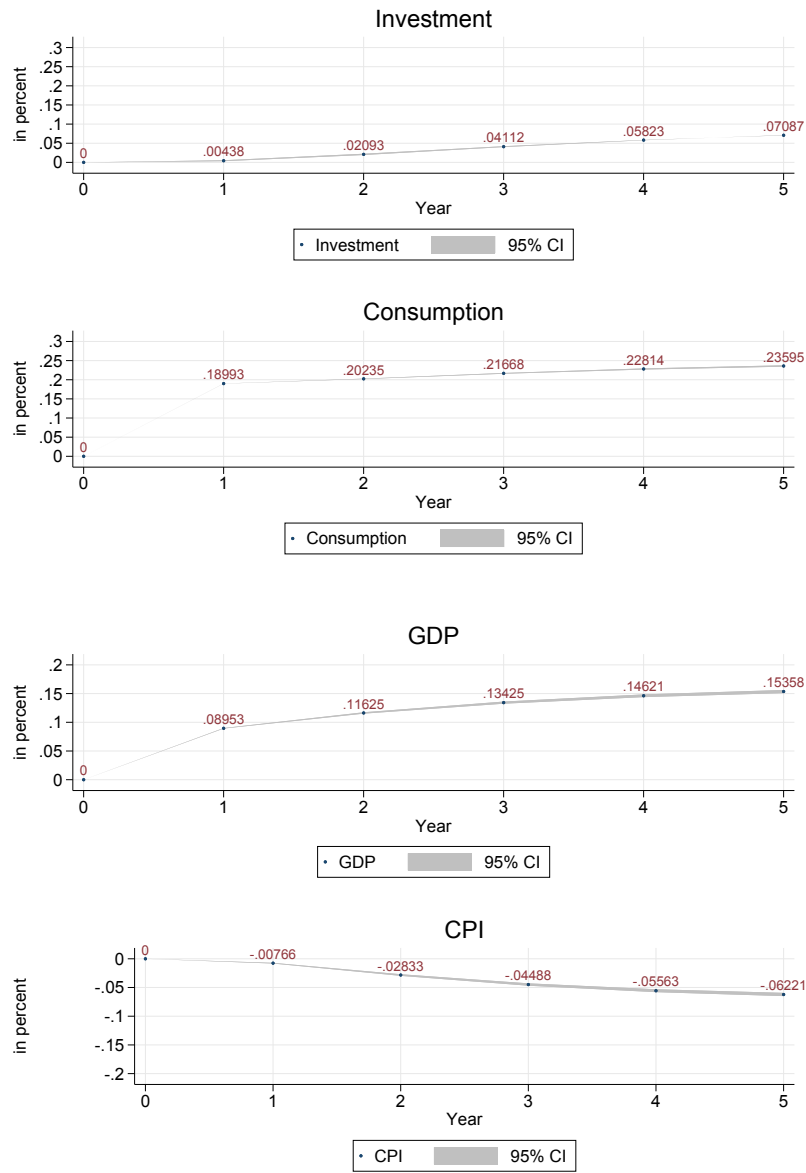 Investment
in percent
.3
.25
.2
.15
.1
.05
0
0 .00438 .02093 .04112 .05823 .07087
0 1 2 3 4 5
Year
Investment 95% CI
Consumption
in percent
.3
.25
.2
.15
.1
.05
0
0 .18993 .20235 .21668 .22814 .23595
0 1 2 3 4 5
Year
Consumption 95% CI
GDP
in percent
.2
.15
.1
.05
0
0 .08953 .11625 .13425 .14621 .15358
0 1 2 3 4 5
Year
GDP 95% CI
CPI
in percent
0
-.05
-.1
-.15
-.2
0 -.00766 -.02833 -.04488 -.05563 -.06221
0 1 2 3 4 5
Year
CPI 95% CI